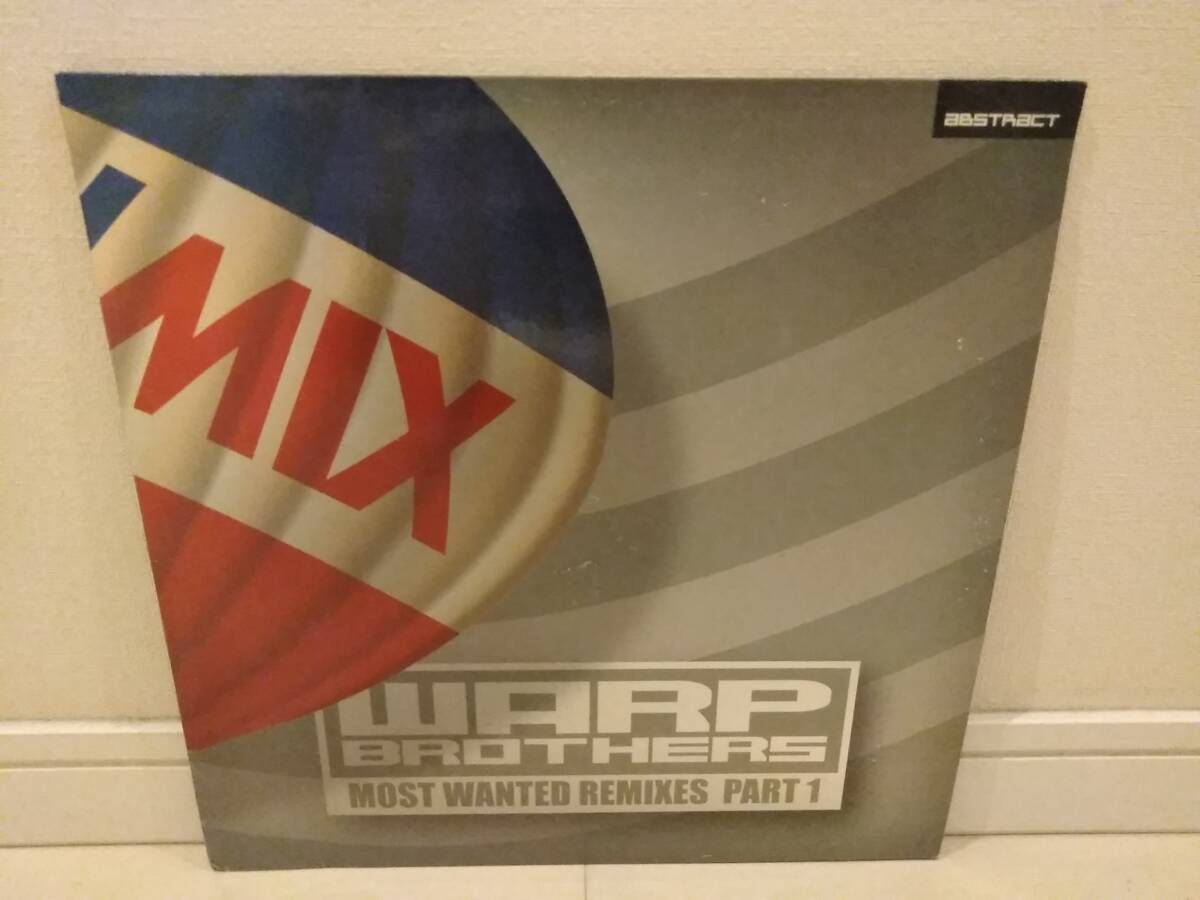 ABSTRACT
MIX
WARP
BROTHERS
MOST WANTED REMIXES PART 1